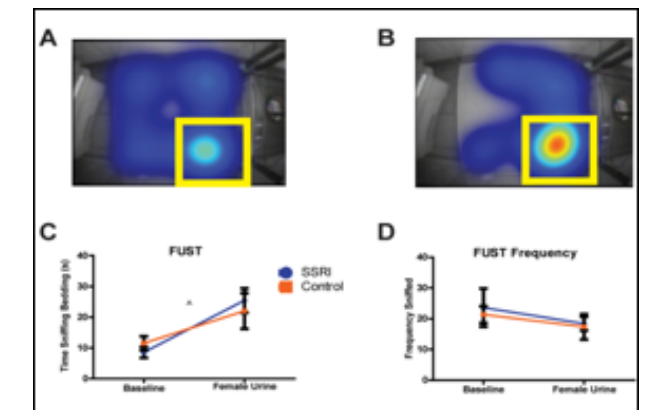 A
B
C
FUST
Time Sniffing Bedding (s)
40
30
20
10
0
^
Baseline
Female Urine
SSRI
Control
D
FUST Frequency
Frequency Sniffed
40
30
20
10
0
Baseline
Female Urine